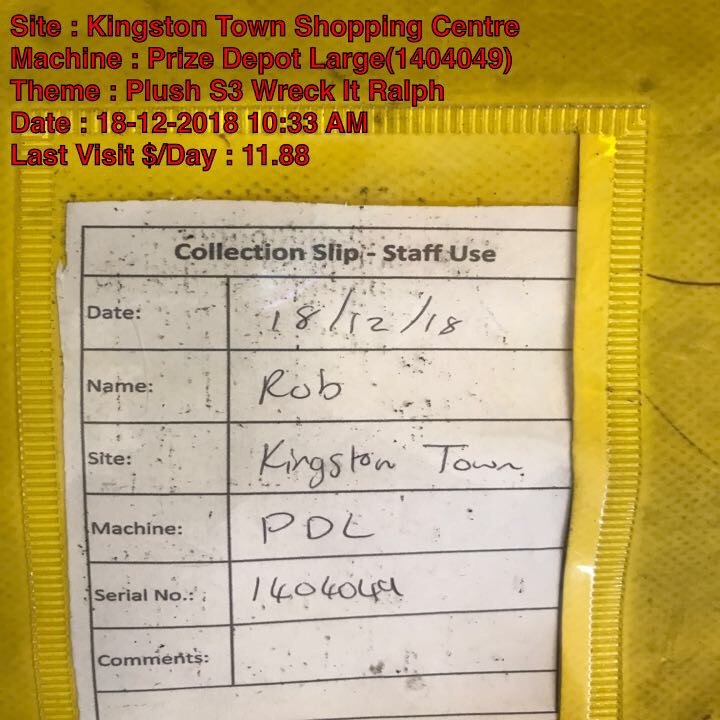 Site : Kingston Town Shopping Centre
Machine : Prize Depot Large(1404049)
Theme : Plush S3 Wreck It Ralph
Date : 18-12-2018 10:33 AM
Last Visit $/Day : 11.88
Collection Slip - Staff Use
Date: 18/12/18
Name: Rob
Site: Kingston Town
Machine: PDL
Serial No.: 1404049
Comments: